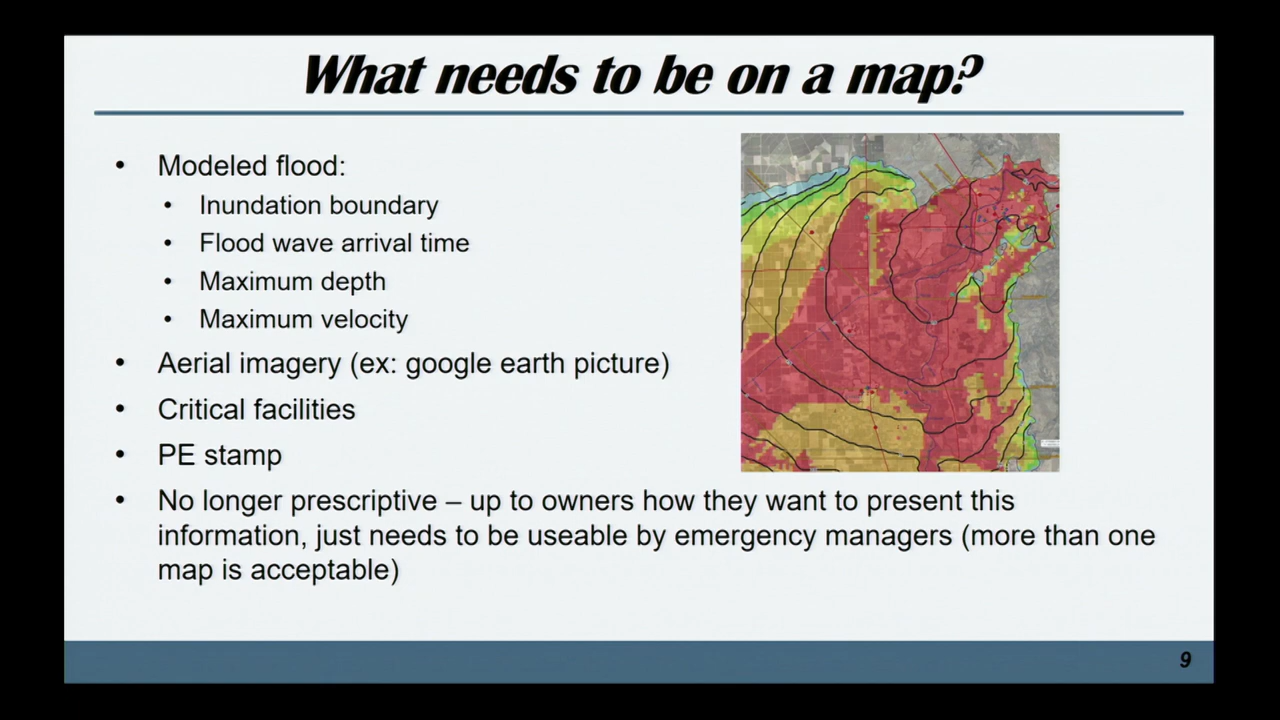 What needs to be on a map?
• Modeled flood:
• Inundation boundary
• Flood wave arrival time
• Maximum depth
• Maximum velocity
• Aerial imagery (ex: google earth picture)
• Critical facilities
• PE stamp
• No longer prescriptive – up to owners how they want to present this
information, just needs to be useable by emergency managers (more than one
map is acceptable)
9